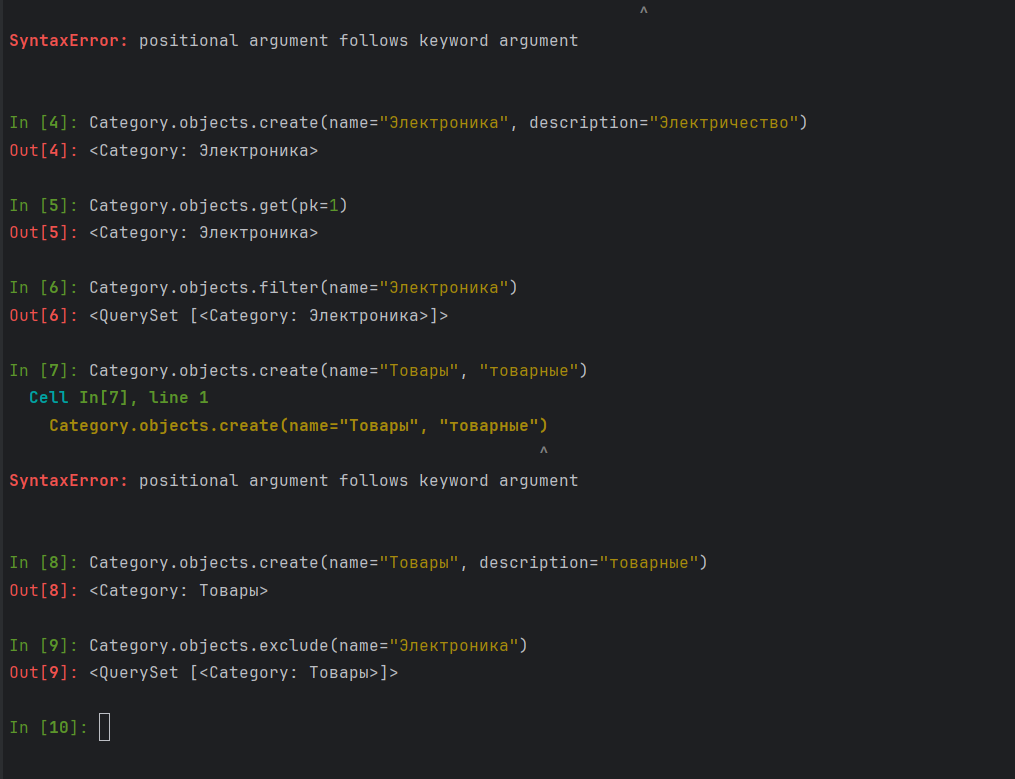 ^
SyntaxError: positional argument follows keyword argument
In [4]: Category.objects.create(name="Электроника", description="Электричество")
Out[4]: <Category: Электроника>
In [5]: Category.objects.get(pk=1)
Out[5]: <Category: Электроника>
In [6]: Category.objects.filter(name="Электроника")
Out[6]: <QuerySet [<Category: Электроника>]>
In [7]: Category.objects.create(name="Товары", "товарные")
Cell In[7], line 1
Category.objects.create(name="Товары", "товарные")
^
SyntaxError: positional argument follows keyword argument
In [8]: Category.objects.create(name="Товары", description="товарные")
Out[8]: <Category: Товары>
In [9]: Category.objects.exclude(name="Электроника")
Out[9]: <QuerySet [<Category: Товары>]>
In [10]: